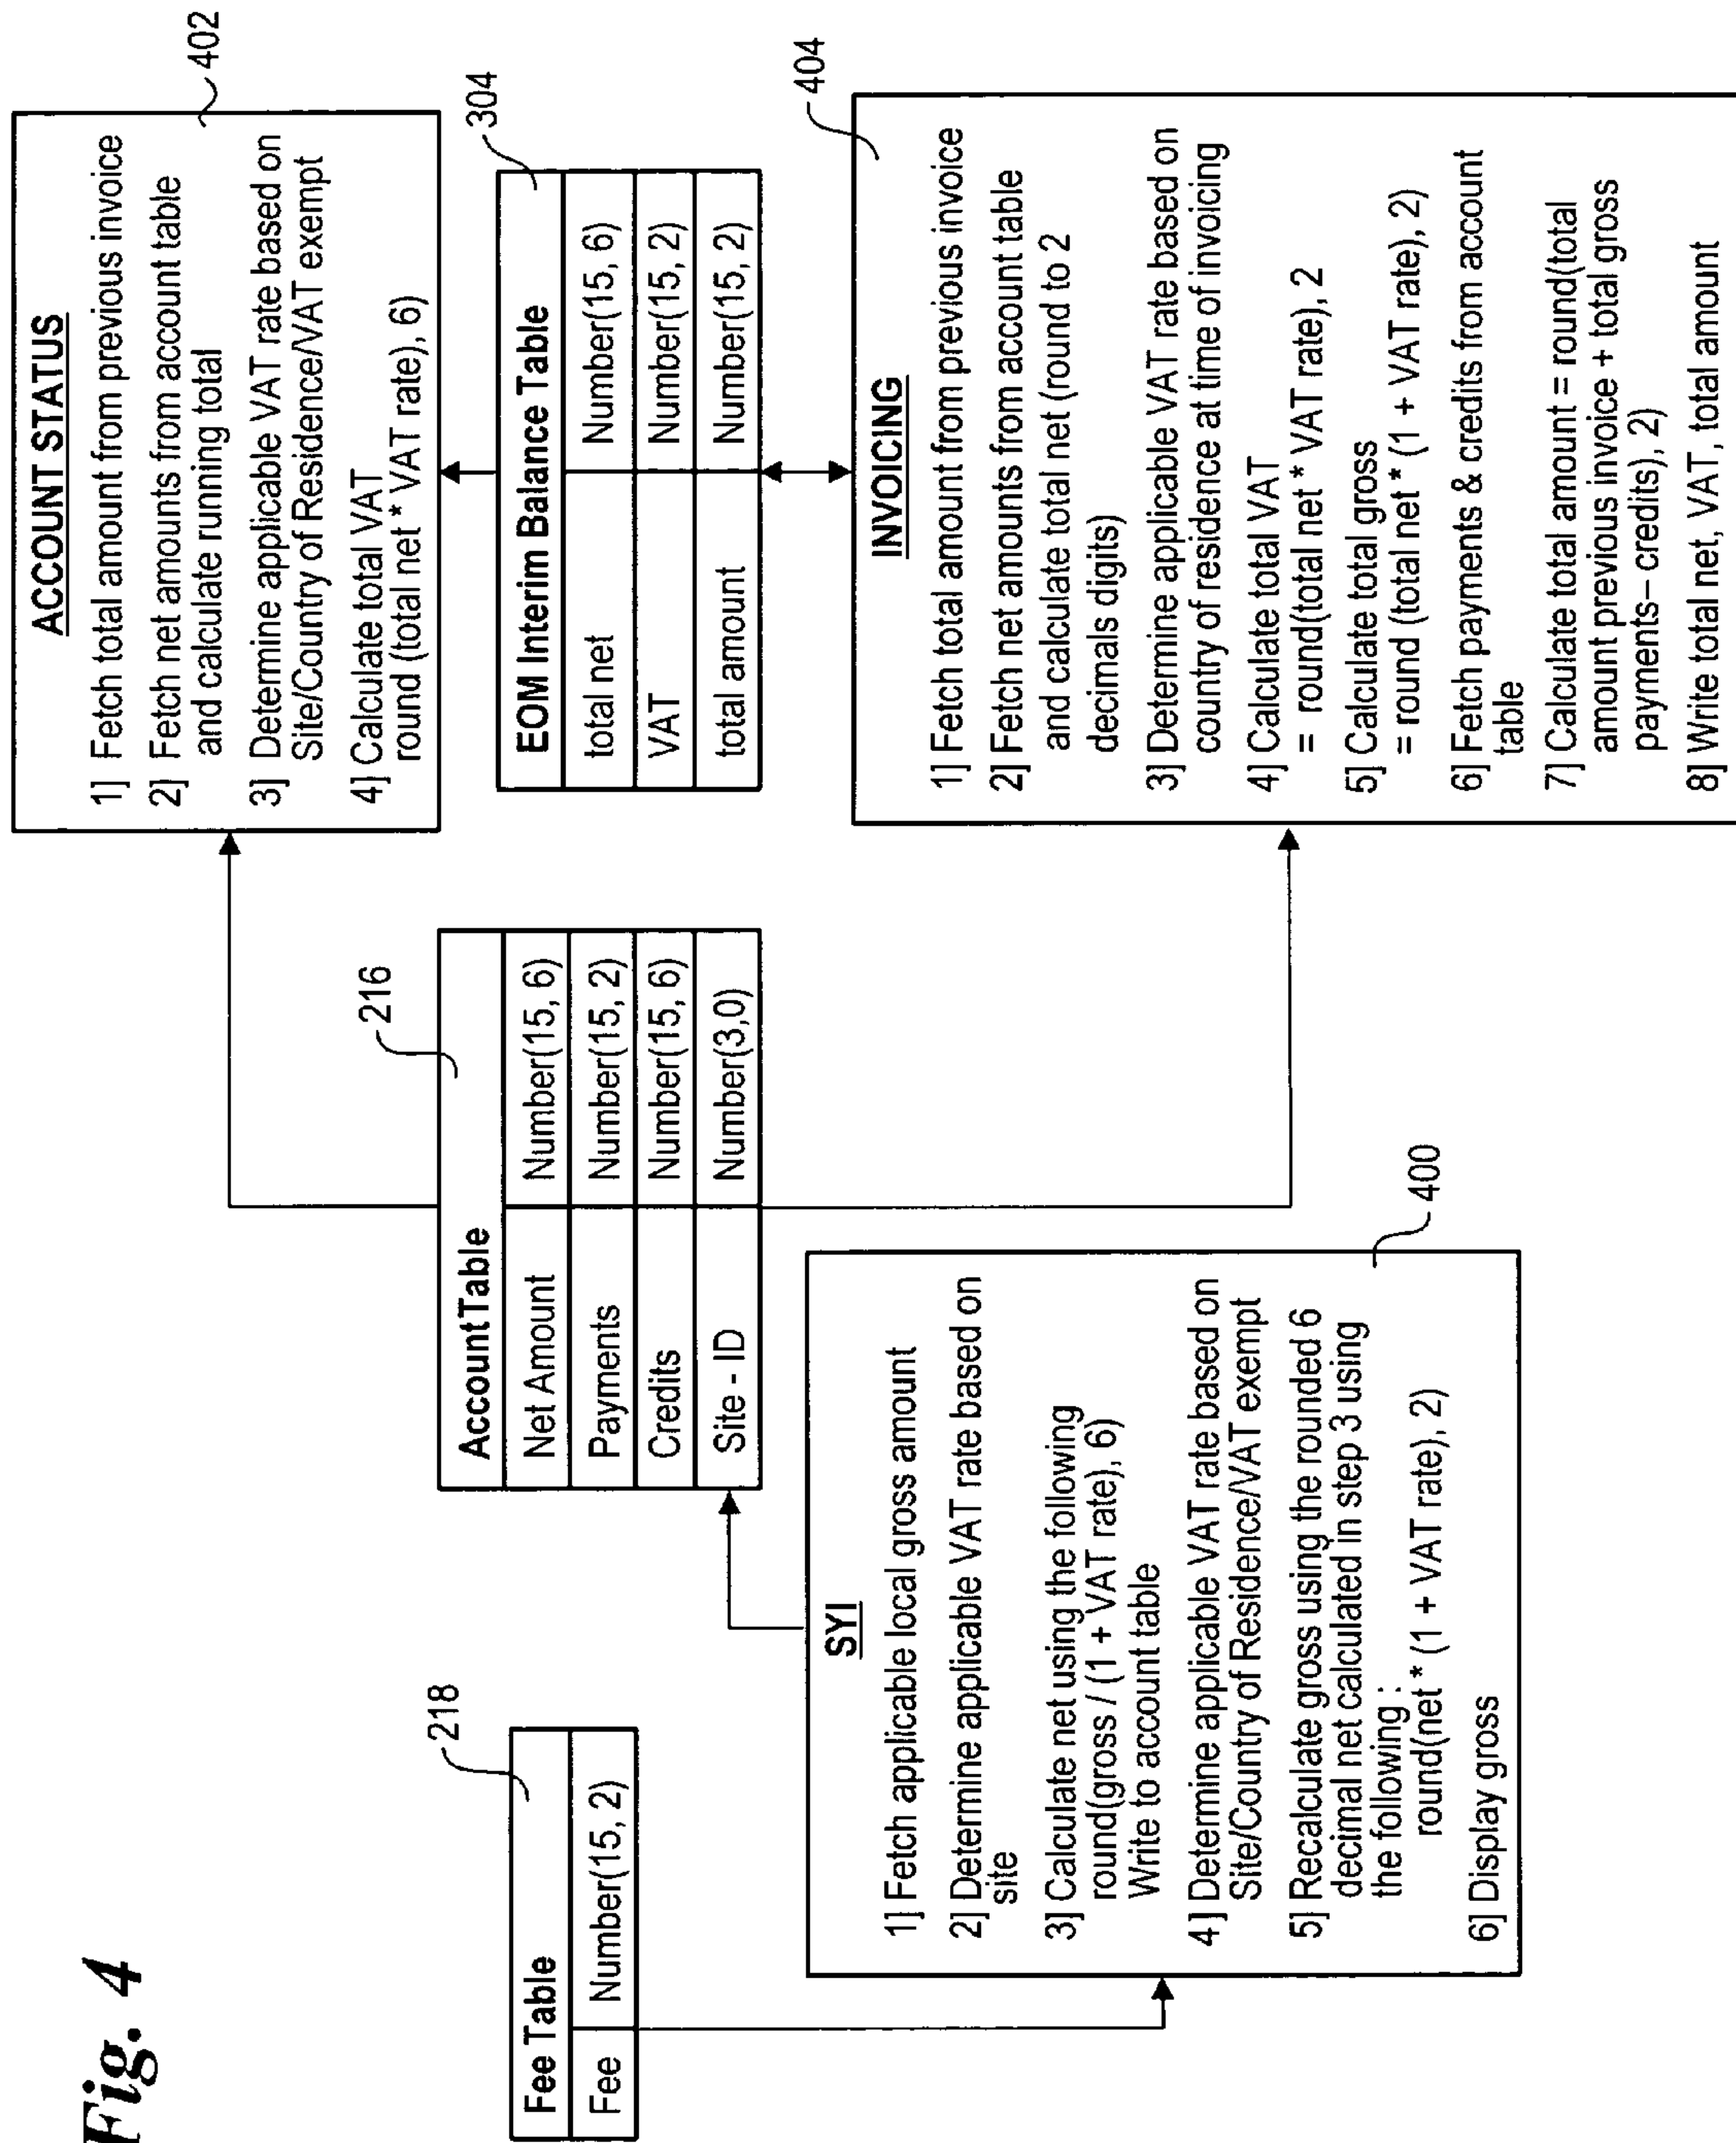 Fig. 4
218
Fee Table
Fee Number(15, 2)
SYI
1] Fetch applicable local gross amount
2] Determine applicable VAT rate based on
site
3] Calculate net using the following
round(gross / (1 + VAT rate), 6)
Write to account table
4] Determine applicable VAT rate based on
Site/Country of Residence/VAT exempt
5] Recalculate gross using the rounded 6
decimal net calculated in step 3 using
the following :
round(net * (1 + VAT rate), 2)
6] Display gross
400
216
AccountTable
Net Amount Number(15, 6)
Payments Number(15, 2)
Credits Number(15, 6)
Site - ID Number(3,0)
ACCOUNT STATUS
402
1] Fetch total amount from previous invoice
2] Fetch net amounts from account table
and calculate running total
3] Determine applicable VAT rate based on
Site/Country of Residence/VAT exempt
4] Calculate total VAT
round (total net * VAT rate), 6)
304
EOM Interim Balance Table
total net Number(15, 6)
VAT Number(15, 2)
total amount Number(15, 2)
404
INVOICING
1] Fetch total amount from previous invoice
2] Fetch net amounts from account table
and calculate total net (round to 2
decimals digits)
3] Determine applicable VAT rate based on
country of residence at time of invoicing
4] Calculate total VAT
= round(total net * VAT rate), 2
5] Calculate total gross
= round (total net * (1 + VAT rate), 2)
6] Fetch payments & credits from account
table
7] Calculate total amount = round(total
amount previous invoice + total gross
payments– credits), 2)
8] Write total net, VAT, total amount